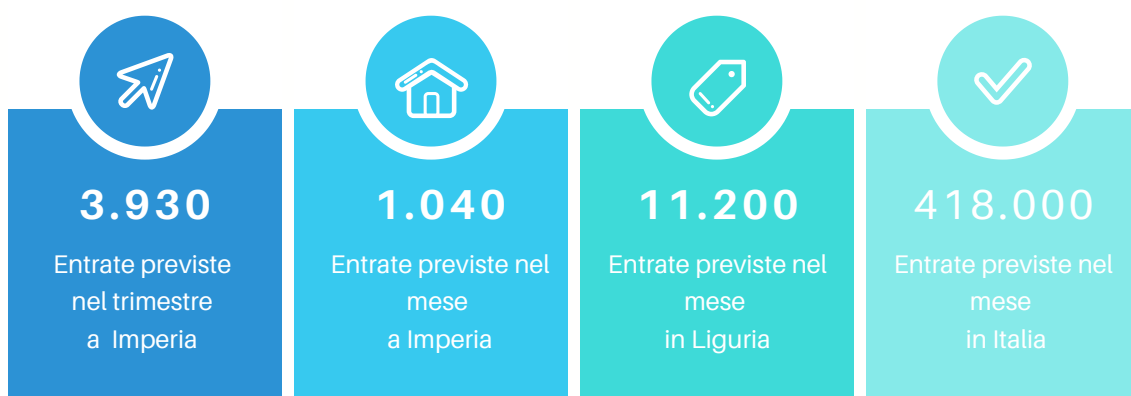 3.930
Entrate previste
nel trimestre
a Imperia
1.040
Entrate previste nel
mese
a Imperia
11.200
Entrate previste nel
mese
in Liguria
418.000
Entrate previste nel
mese
in Italia